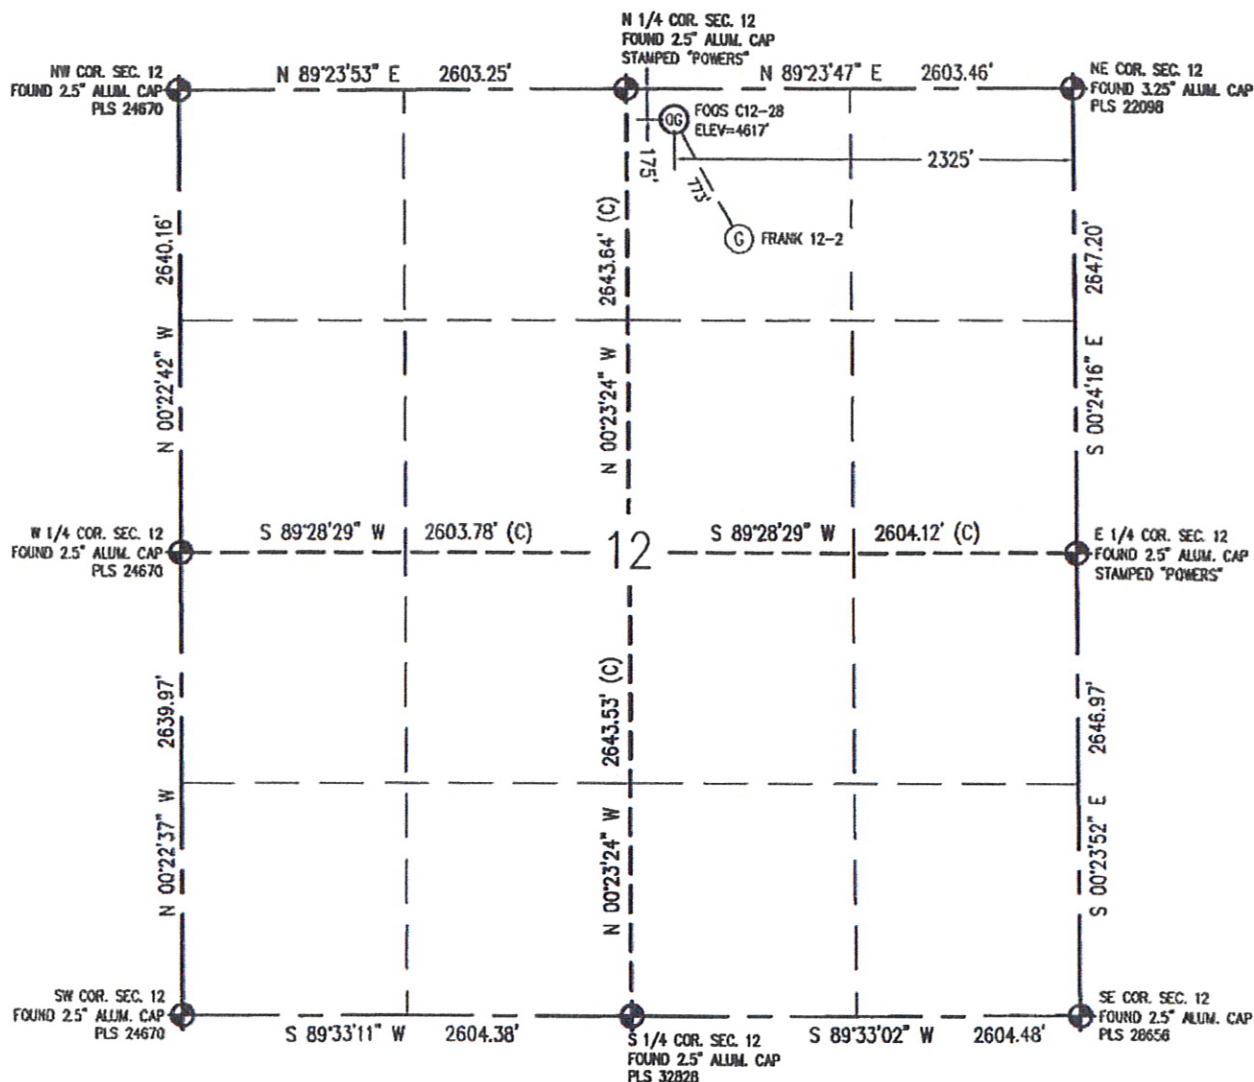 N 1/4 COR. SEC. 12
FOUND 2.5" ALUM. CAP
STAMPED "POWERS"
NW COR. SEC. 12
FOUND 2.5" ALUM. CAP
PLS 24670
N 89°23'53" E 2603.25'
N 89°23'47" E 2603.46'
NE COR. SEC. 12
FOUND 3.25" ALUM. CAP
PLS 22098
OG
FOOS C12-28
ELEV=4617'
175'
2325'
773'
G FRANK 12-2
2640.16'
N 00°22'42" W
2643.64' (C)
N 00°23'24" W
2647.20'
S 00°24'16" E
W 1/4 COR. SEC. 12
FOUND 2.5" ALUM. CAP
PLS 24670
S 89°28'29" W 2603.78' (C)
12
S 89°28'29" W 2604.12' (C)
E 1/4 COR. SEC. 12
FOUND 2.5" ALUM. CAP
STAMPED "POWERS"
2639.97'
N 00°22'37" W
2643.53' (C)
N 00°23'24" W
2646.97'
S 00°23'52" E
SW COR. SEC. 12
FOUND 2.5" ALUM. CAP
PLS 24670
S 89°33'11" W 2604.38'
S 1/4 COR. SEC. 12
FOUND 2.5" ALUM. CAP
PLS 32828
S 89°33'02" W 2604.48'
SE COR. SEC. 12
FOUND 2.5" ALUM. CAP
PLS 28656